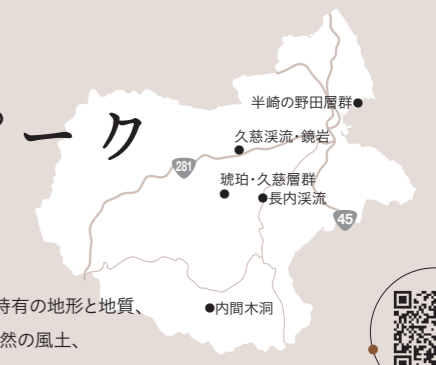 ーク
半崎の野田層群
久慈渓流・鏡岩
281
琥珀・久慈層群
長内渓流
45
内間木洞
特有の地形と地質、
然の風土、